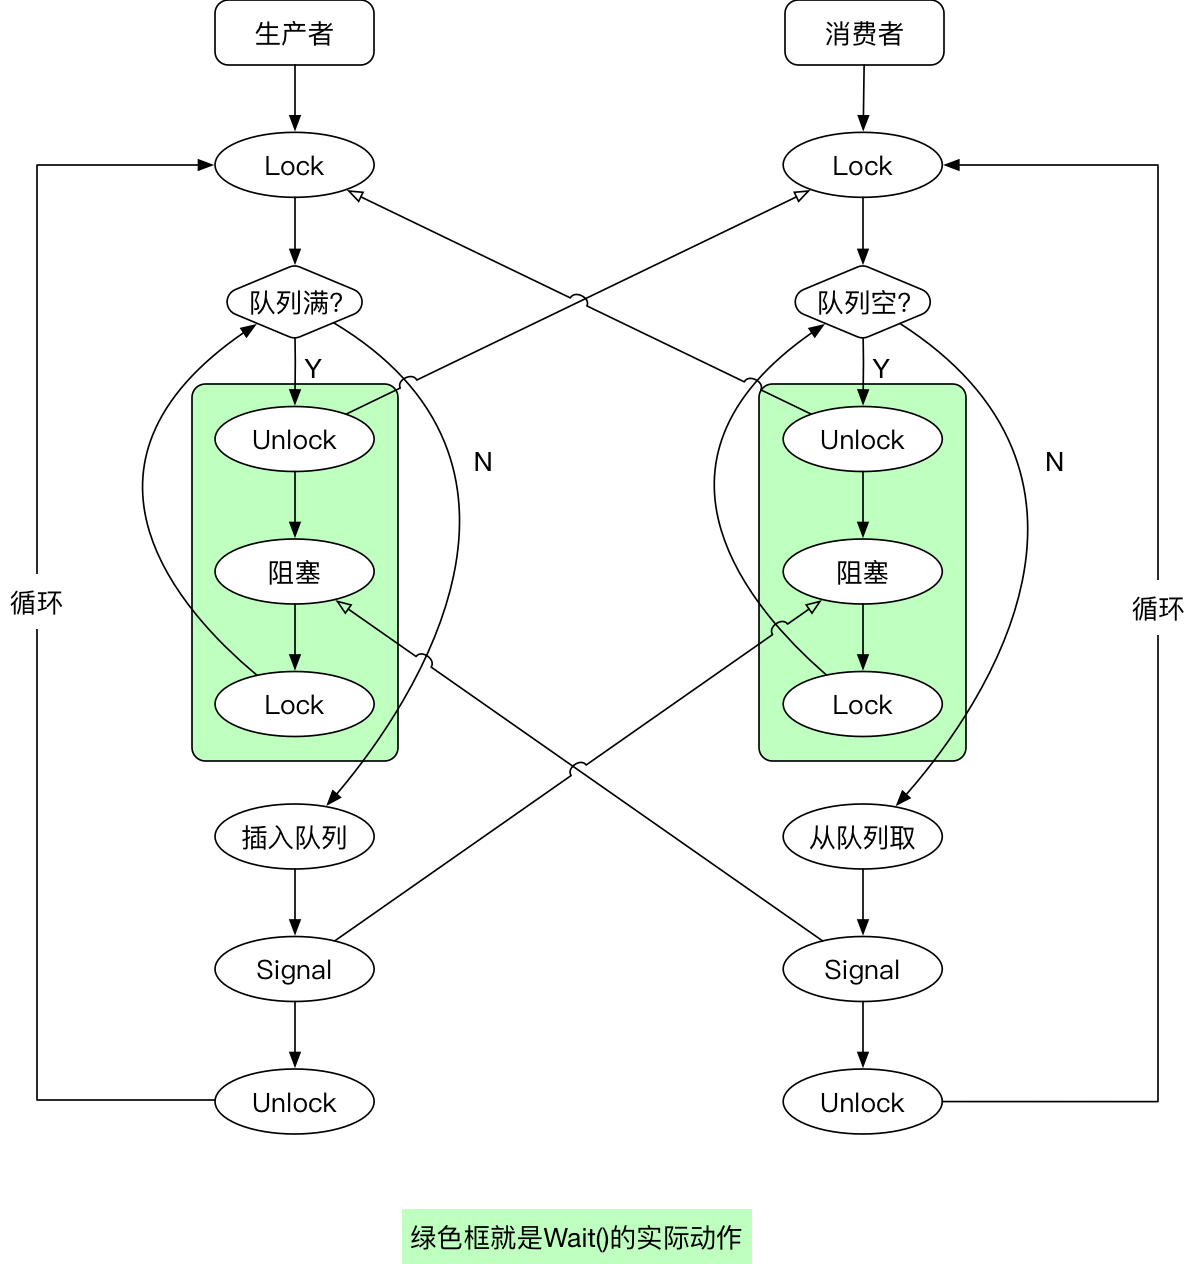 生产者
消费者
Lock
Lock
队列满?
队列空?
Y
Y
Unlock
Unlock
N
N
阻塞
阻塞
循环
循环
Lock
Lock
插入队列
从队列取
Signal
Signal
Unlock
Unlock
绿色框就是Wait()的实际动作